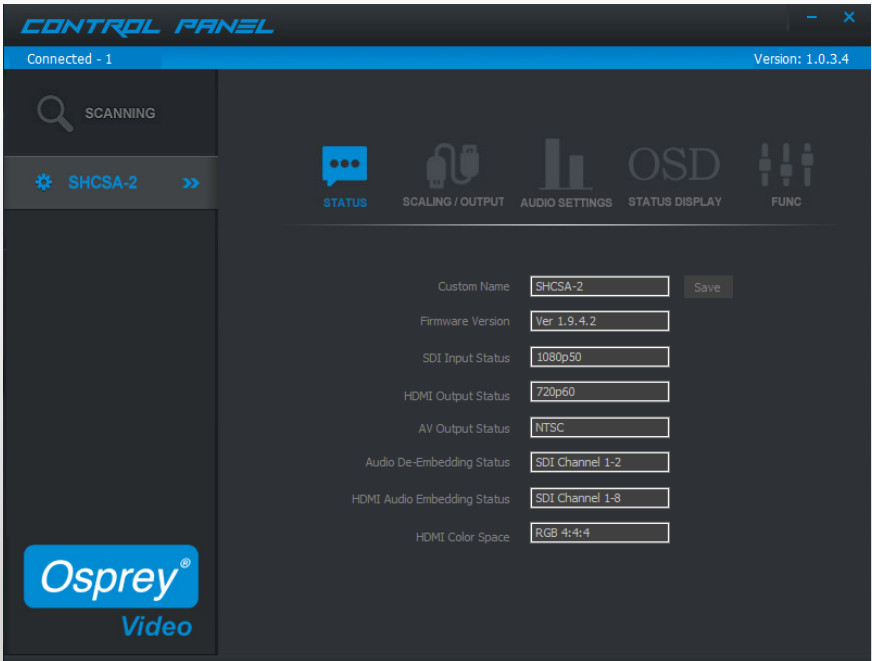 CONTROL PANEL
Connected - 1 Version: 1.0.3.4
SCANNING
SHCSA-2
OSD
STATUS SCALING / OUTPUT AUDIO SETTINGS STATUS DISPLAY FUNC
Custom Name SHCSA-2 Save
Firmware Version Ver 1.9.4.2
SDI Input Status 1080p50
HDMI Output Status 720p60
AV Output Status NTSC
Audio De-Embedding Status SDI Channel 1-2
HDMI Audio Embedding Status SDI Channel 1-8
HDMI Color Space RGB 4:4:4
Osprey®
Video